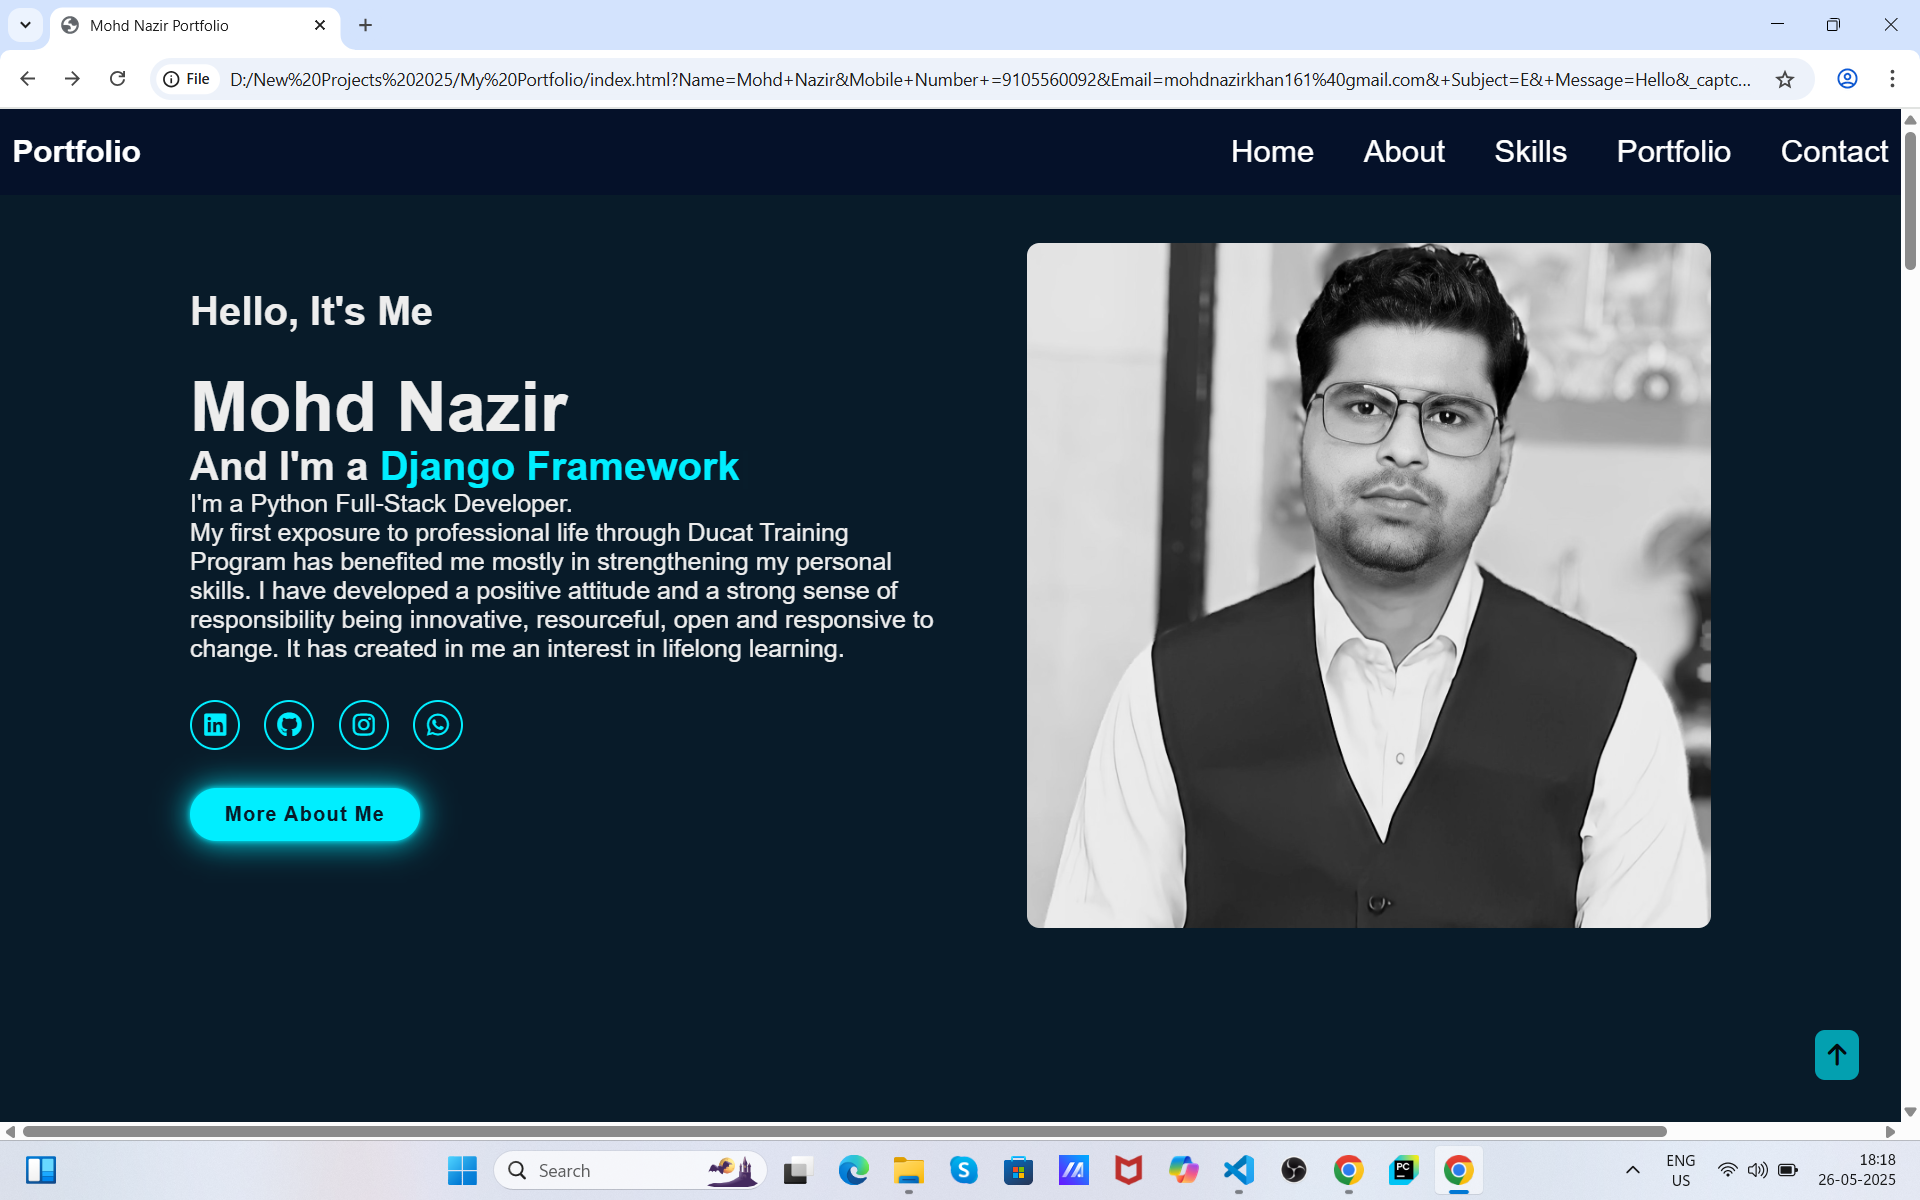 Mohd Nazir Portfolio
File
D:/New%20Projects%202025/My%20Portfolio/index.html?Name=Mohd+Nazir&Mobile+Number+=9105560092&Email=mohdnazirkhan161%40gmail.com&+Subject=E&+Message=Hello&_captc...
Portfolio
Home About Skills Portfolio Contact
Hello, It's Me
Mohd Nazir
And I'm a Django Framework
I'm a Python Full-Stack Developer.
My first exposure to professional life through Ducat Training
Program has benefited me mostly in strengthening my personal
skills. I have developed a positive attitude and a strong sense of
responsibility being innovative, resourceful, open and responsive to
change. It has created in me an interest in lifelong learning.
in
More About Me
Search
S
PC
ENG
US
18:18
26-05-2025